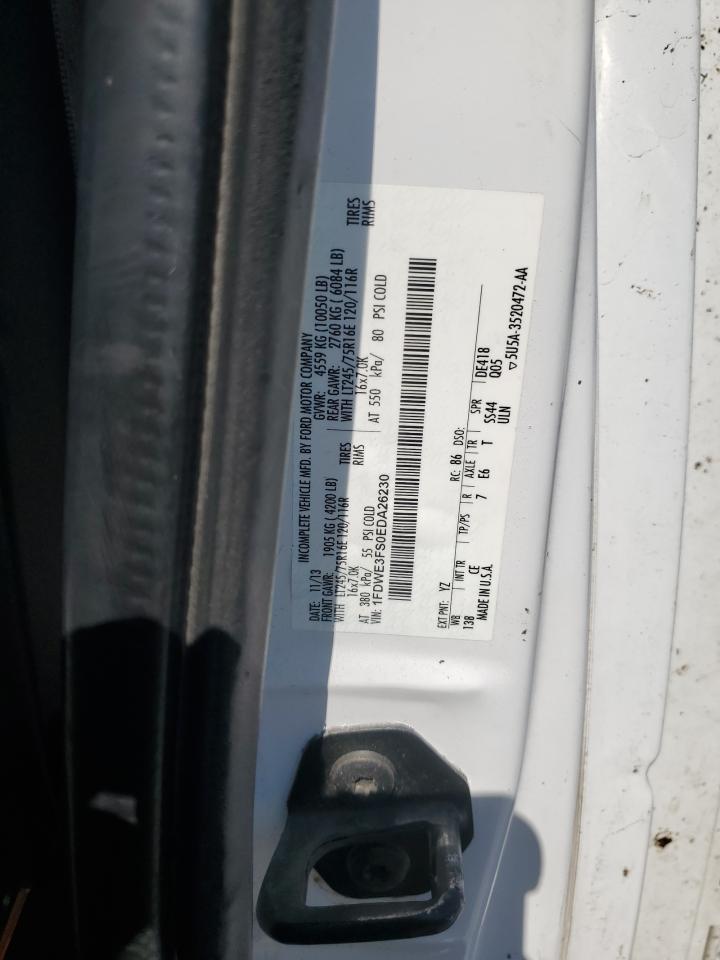 INCOMPLETE VEHICLE MFD. BY FORD MOTOR COMPANY
DATE: 11/13 GVWR: 4559 KG (10050 LB)
FRONT GAWR: 1905 KG (4200 LB) REAR GAWR: 2760 KG (6084 LB)
WITH LT245/75R16E 120/116R TIRES WITH LT245/75R16E 120/116R TIRES
16x7.0K RIMS 16x7.0K RIMS
AT 380 kPa/ 55 PSI COLD AT 550 kPa/ 80 PSI COLD
VIN: 1FDWE3FS0EDA26230
EXT PNT: YZ RC: 86 DSO:
WB INT TR TP/PS R AXLE TR SPR
138 CE 7 E6 T SS44 DE418
MADE IN U.S.A. ULN Q05
▽5U5A-3520472-AA